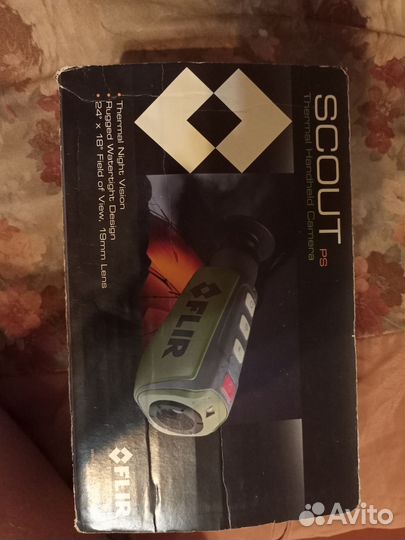 SCOUT PS
Thermal Handheld Camera
• Thermal Night Vision
• Rugged Watertight Design
• 24° x 18° Field of View, 19mm Lens
FLIR
FLIR
Avito